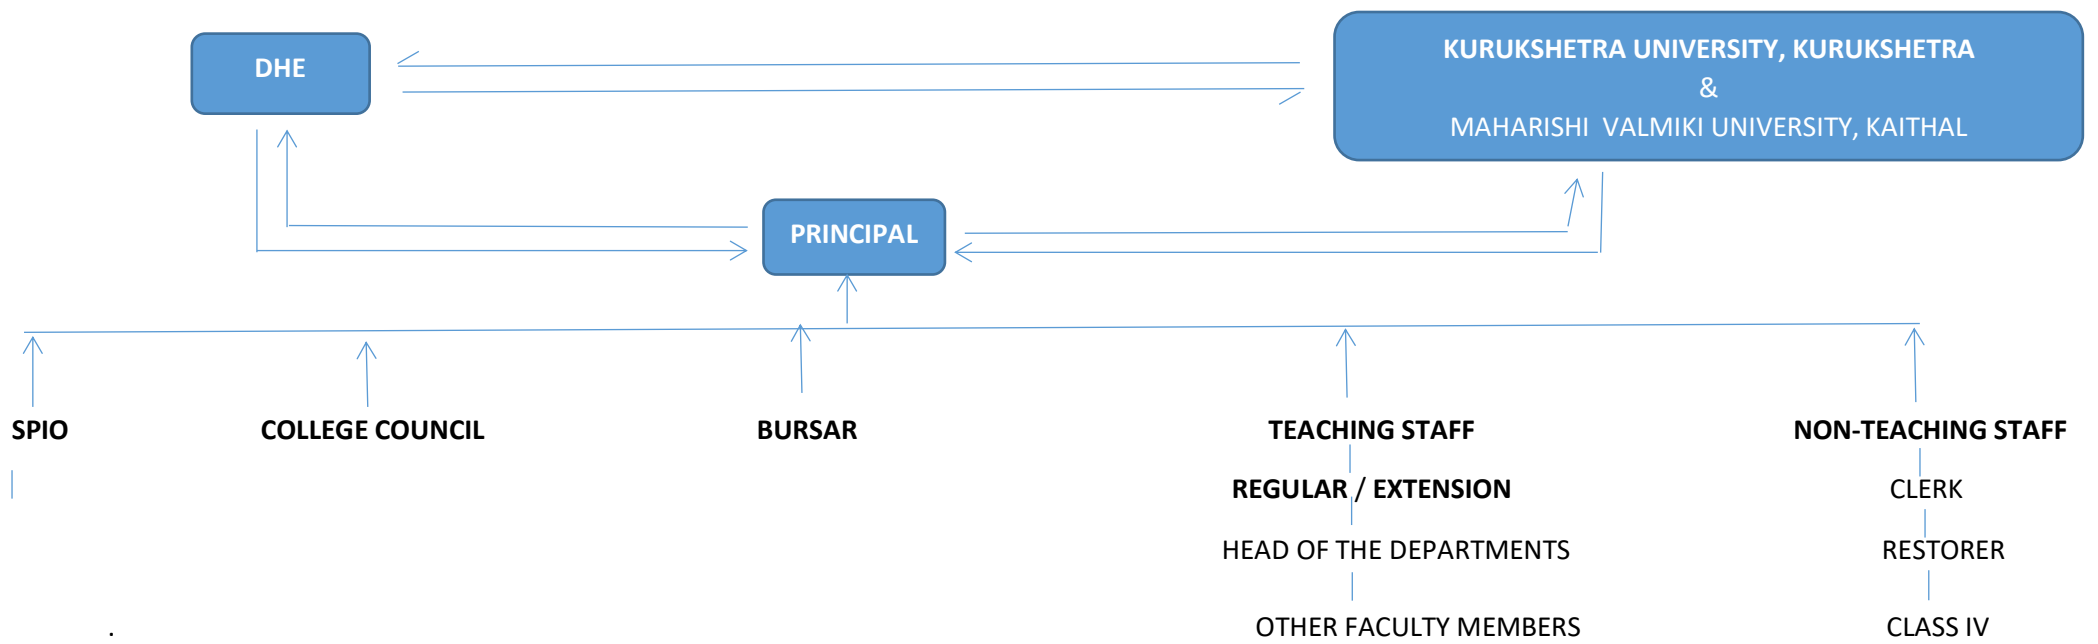 DHE
KURUKSHETRA UNIVERSITY, KURUKSHETRA
&
MAHARISHI VALMIKI UNIVERSITY, KAITHAL
PRINCIPAL
SPIO
COLLEGE COUNCIL
BURSAR
TEACHING STAFF
NON-TEACHING STAFF
REGULAR / EXTENSION
CLERK
HEAD OF THE DEPARTMENTS
RESTORER
.
OTHER FACULTY MEMBERS
CLASS IV